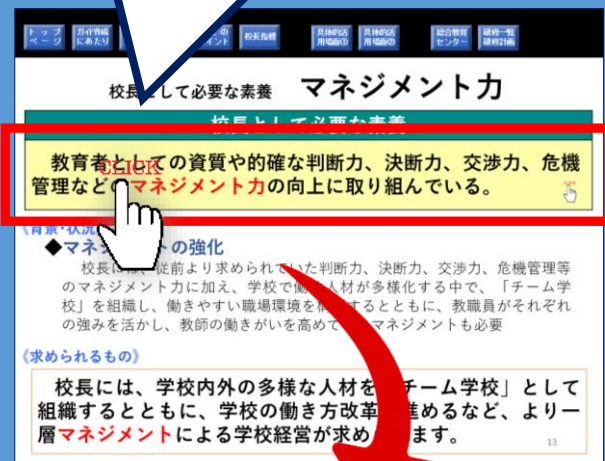 トップページ
ガイド作成にあたり
イント
校長指標
具体的活用場面①
具体的活用場面②
総合教育センター
研修一覧研修計画
校長として必要な素養 マネジメント力
校長として必要な素養
教育者としての資質や的確な判断力、決断力、交渉力、危機
管理などのマネジメント力の向上に取り組んでいる。
CLICK
《背景・状況
◆マネジメントの強化
校長には、従前より求められていた判断力、決断力、交渉力、危機管理等
のマネジメント力に加え、学校で働く人材が多様化する中で、「チーム学
校」を組織し、働きやすい職場環境を構 するとともに、教職員がそれぞれ
の強みを活かし、教師の働きがいを高めて マネジメントも必要
《求められるもの》
校長には、学校内外の多様な人材を「チーム学校」として
組織するとともに、学校の働き方改革 進めるなど、より一
層マネジメントによる学校経営が求め ます。
13